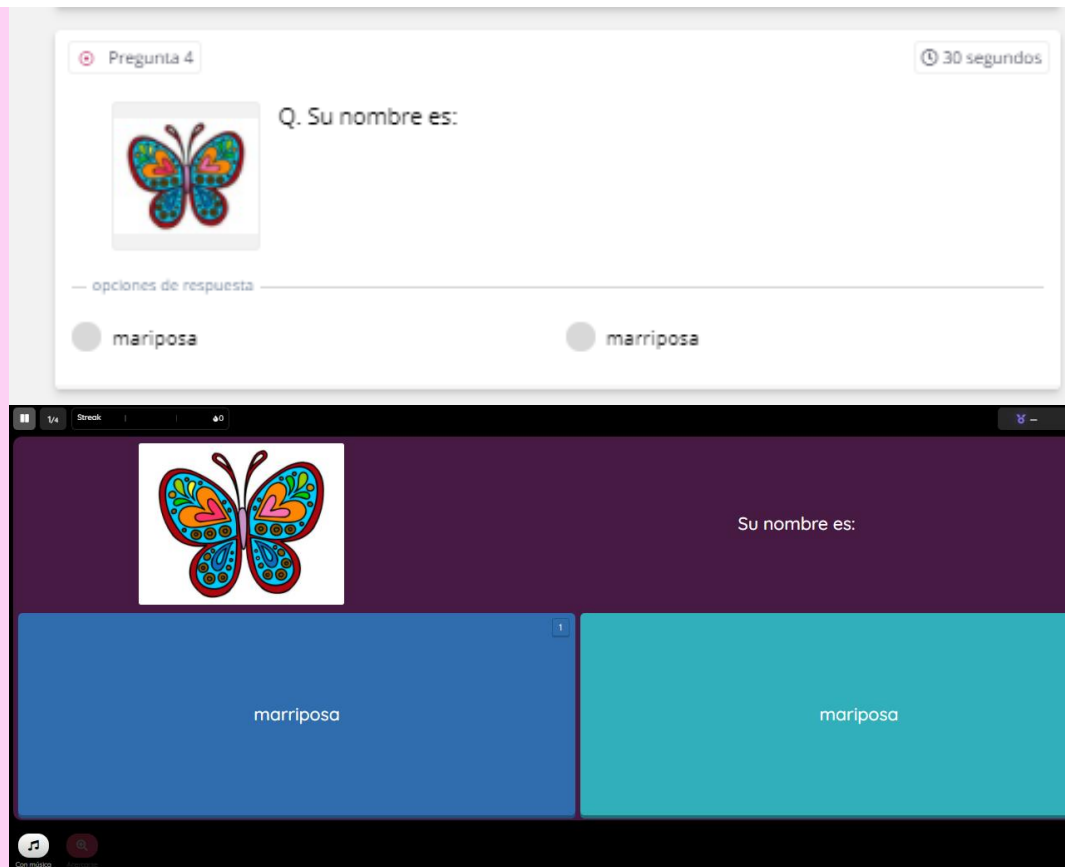 Pregunta 4
30 segundos
Q. Su nombre es:
opciones de respuesta
mariposa
marriposa
1/4 Streak 0
Su nombre es:
1
marriposa
mariposa
Con música